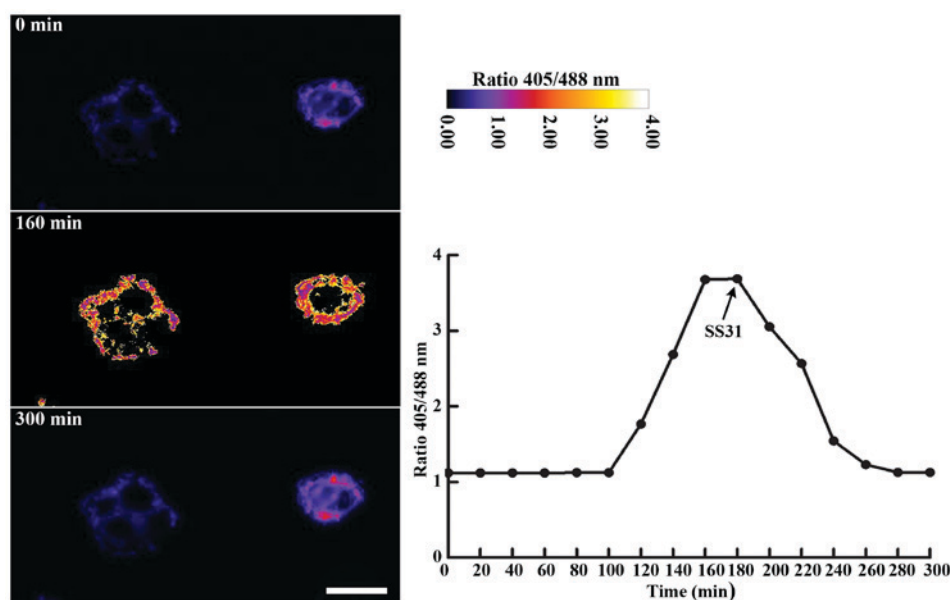 0 min
160 min
300 min
Ratio 405/488 nm
0.00
1.00
2.00
3.00
4.00
Ratio 405/488 nm
4
3
2
1
0
SS31
0 20 40 60 80 100 120 140 160 180 200 220 240 260 280 300
Time (min)